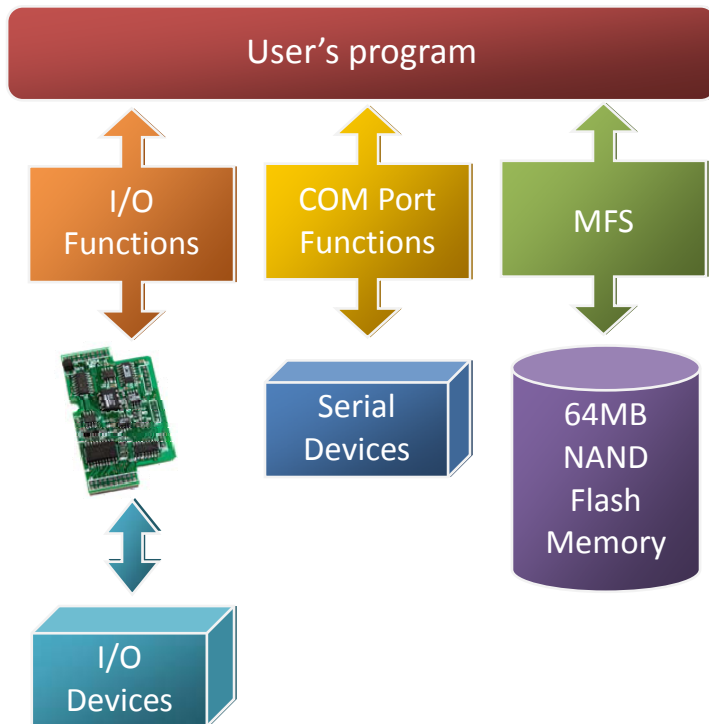 User’s program
I/O
Functions
COM Port
Functions
MFS
Serial
Devices
64MB
NAND
Flash
Memory
I/O
Devices